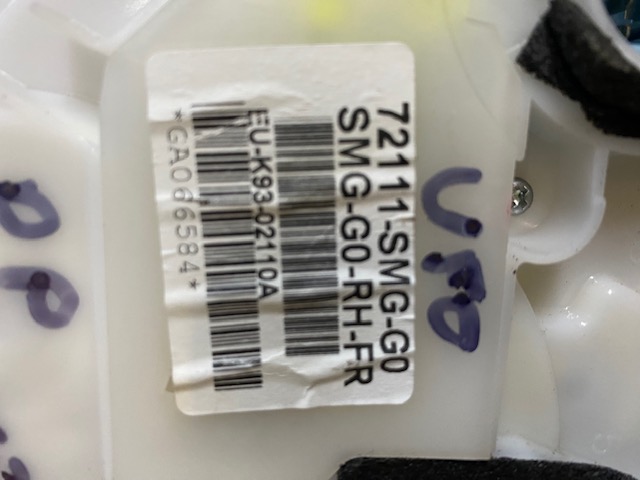 72111-SMG-G0
SMG-G0-RH-FR
EU-K93-02110A
*GA066584*